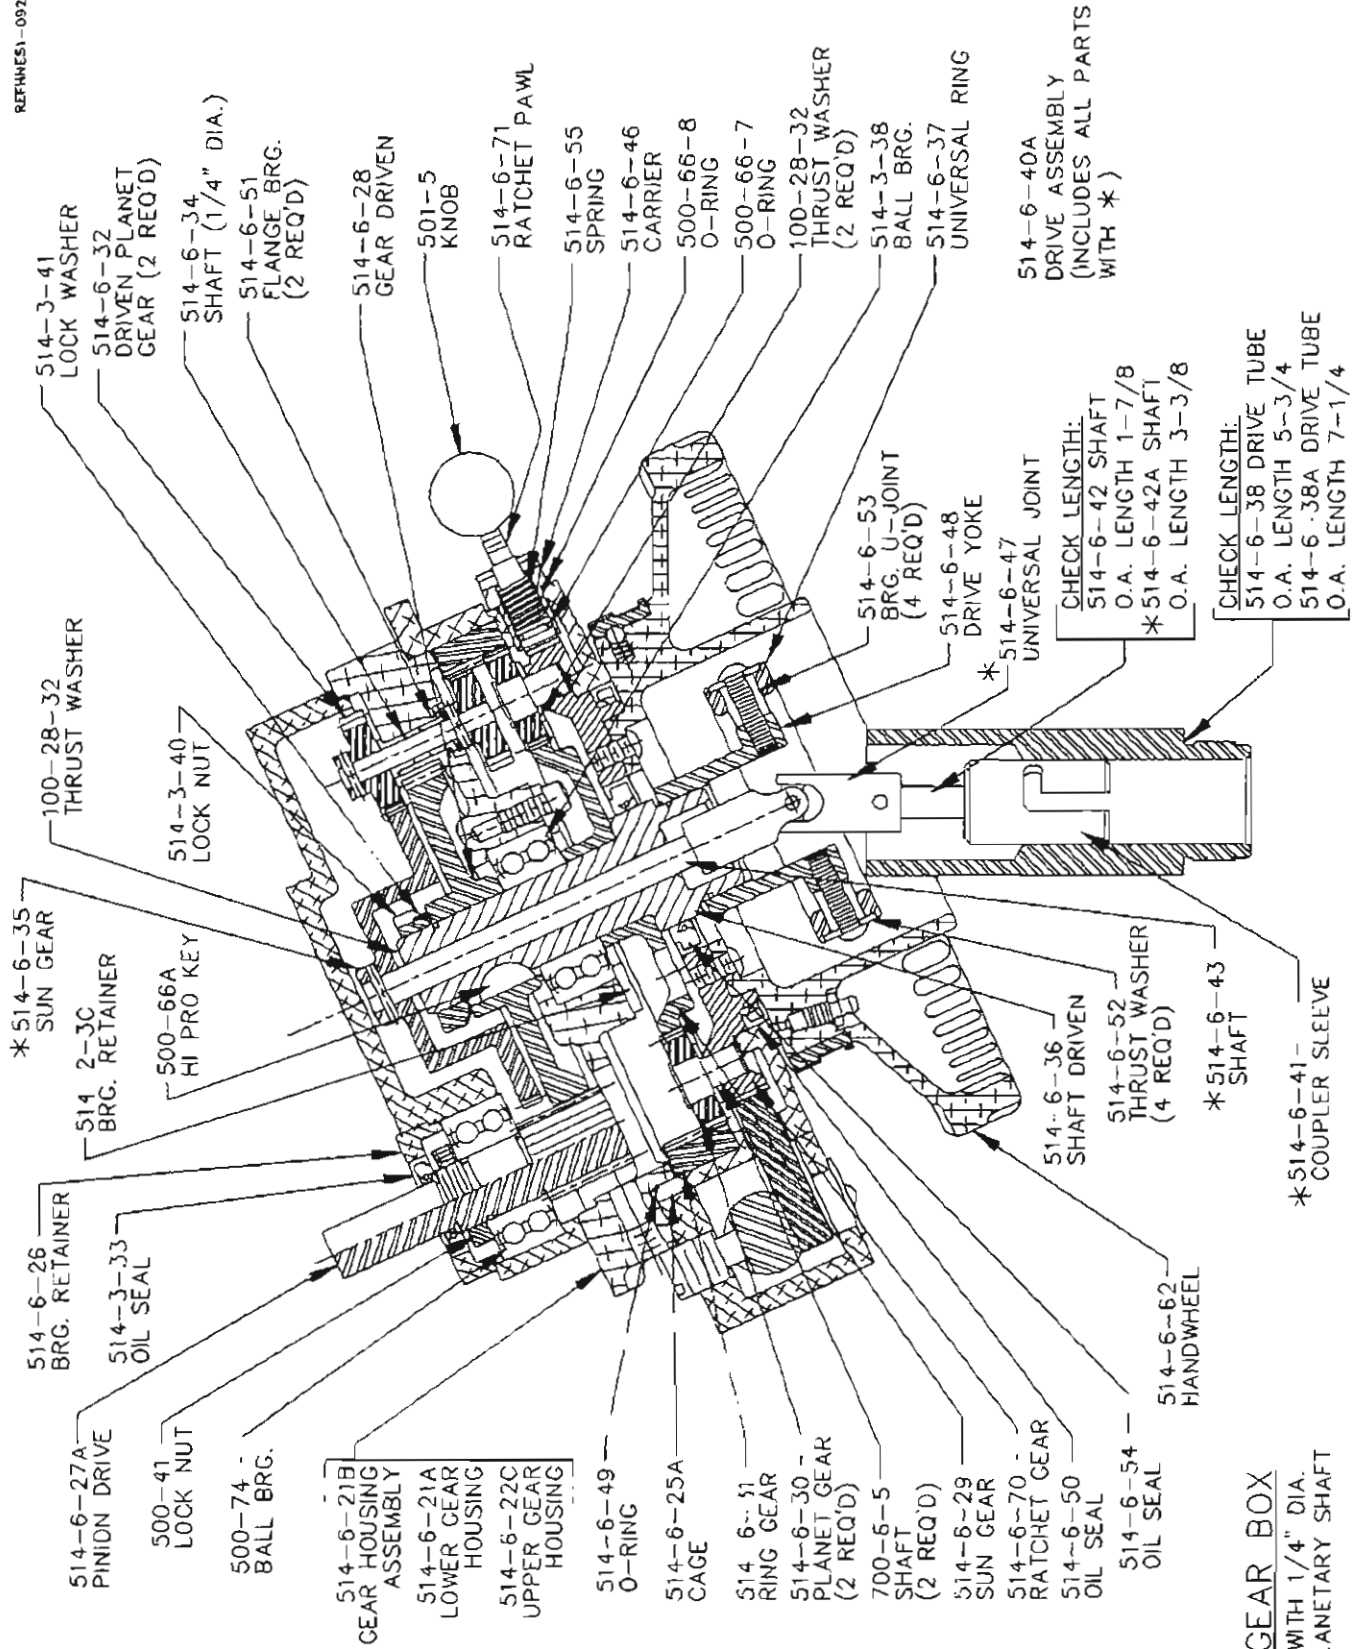 REFHHES1-092
514-3-41
LOCK WASHER
514-6-32
DRIVEN PLANET
GEAR (2 REQ'D)
514-6-34
SHAFT (1/4" DIA.)
514-6-51
FLANGE BRG.
(2 REQ'D)
514-6-28
GEAR DRIVEN
501-5
KNOB
514-6-71
RATCHET PAWL
514-6-55
SPRING
514-6-46
CARRIER
500-66-8
O-RING
500-66-7
O-RING
100-28-32
THRUST WASHER
(2 REQ'D)
514-3-38
BALL BRG.
514-6-37
UNIVERSAL RING
514-6-40A
DRIVE ASSEMBLY
(INCLUDES ALL PARTS
WITH *)
*514-6-35
SUN GEAR
100-28-32
THRUST WASHER
514-3-40
LOCK NUT
514 2-3C
BRG. RETAINER
500-66A
HI PRO KEY
514-6-53
BRG. U-JOINT
(4 REQ'D)
514-6-48
DRIVE YOKE
*514-6-47
UNIVERSAL JOINT
CHECK LENGTH:
514-6-42 SHAFT
O.A. LENGTH 1-7/8
*514-6-42A SHAFT
O.A. LENGTH 3-3/8
CHECK LENGTH:
514-6-38 DRIVE TUBE
O.A. LENGTH 5-3/4
514-6-38A DRIVE TUBE
O.A. LENGTH 7-1/4
514-6-26
BRG. RETAINER
514-3-33
OIL SEAL
514-6-27A
PINION DRIVE
500-41
LOCK NUT
500-74-
BALL BRG.
514-6-21B
GEAR HOUSING
ASSEMBLY
514-6-21A
LOWER GEAR
HOUSING
514-6-22C
UPPER GEAR
HOUSING
514-6-49
O-RING
514-6-25A
CAGE
514 6-31
RING GEAR
514-6-30-
PLANET GEAR
(2 REQ'D)
700-6-5
SHAFT
(2 REQ'D)
514-6-29
SUN GEAR
514-6-70-
RATCHET GEAR
514-6-50
OIL SEAL
514-6-54-
OIL SEAL
514-6-62-
HANDWHEEL
514-6-36-
SHAFT DRIVEN
514-6-52
THRUST WASHER
(4 REQ'D)
*514-6-43
SHAFT
*514-6-41-
COUPLER SLEEVE
GEAR BOX
WITH 1/4" DIA.
ANETARY SHAFT